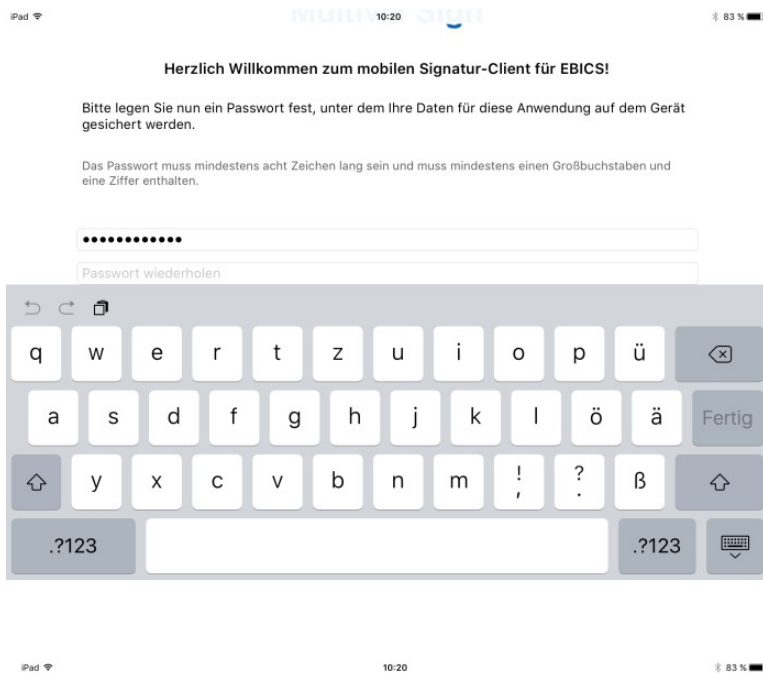 iPad 10:20 83 %
Multivia Sign
Herzlich Willkommen zum mobilen Signatur-Client für EBICS!
Bitte legen Sie nun ein Passwort fest, unter dem Ihre Daten für diese Anwendung auf dem Gerät
gesichert werden.
Das Passwort muss mindestens acht Zeichen lang sein und muss mindestens einen Großbuchstaben und
eine Ziffer enthalten.
••••••••••••
Passwort wiederholen
q w e r t z u i o p ü
a s d f g h j k l ö ä Fertig
y x c v b n m ! , ? . ß
.?123 .?123
iPad 10:20 83 %